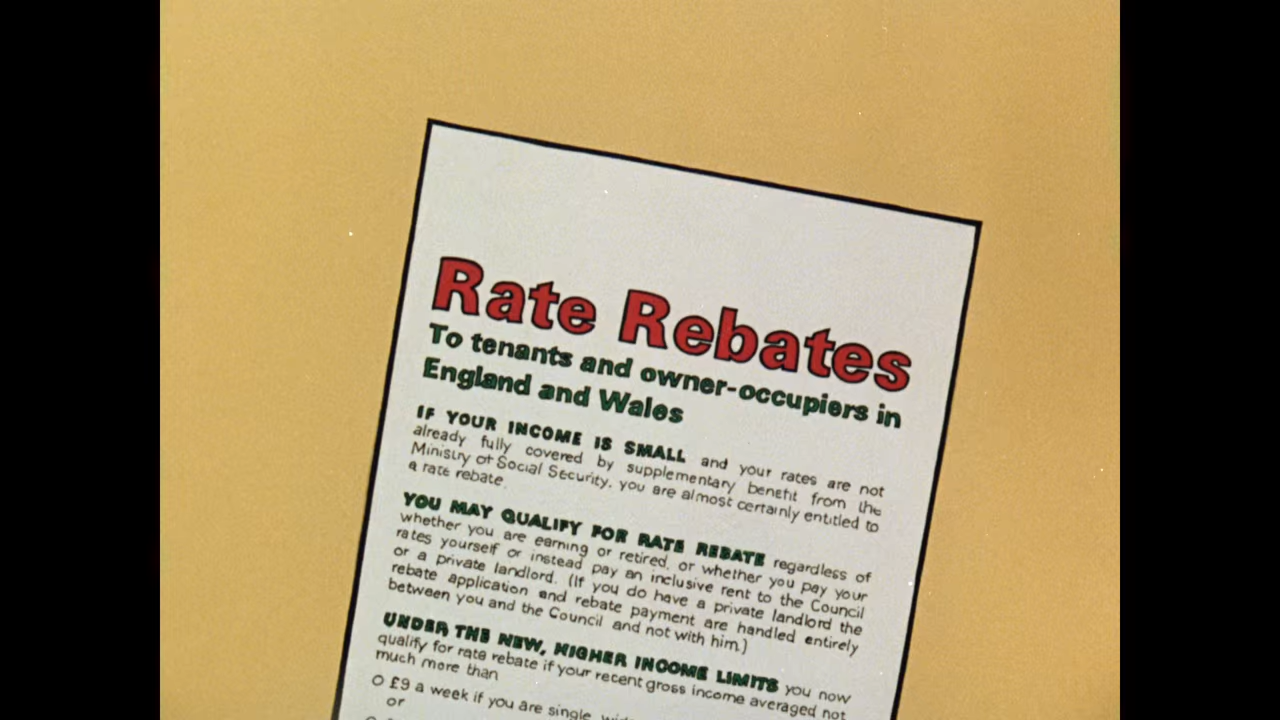 Rate Rebates
To tenants and owner-occupiers in
England and Wales
IF YOUR INCOME IS SMALL and your rates are not
already fully covered by supplementary benefit from the
Ministry of Social Security, you are almost certainly entitled to
a rate rebate.
YOU MAY QUALIFY FOR RATE REBATE regardless of
whether you are earning or retired, or whether you pay your
rates yourself or instead pay an inclusive rent to the Council
or a private landlord. (If you do have a private landlord the
rebate application and rebate payment are handled entirely
between you and the Council and not with him.)
UNDER THE NEW, HIGHER INCOME LIMITS you now
qualify for rate rebate if your recent gross income averaged not
much more than
O £9 a week if you are single,
or